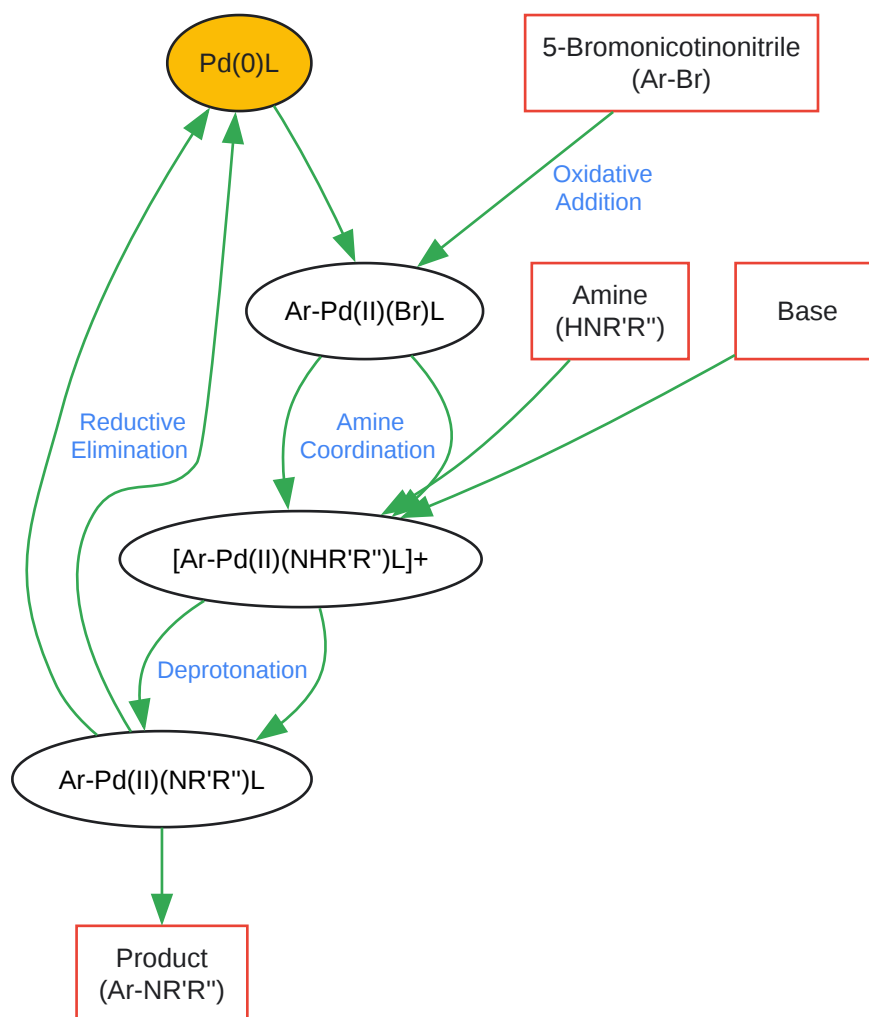 Pd(0)L
5-Bromonicotinonitrile
(Ar-Br)
Oxidative
Addition
Ar-Pd(II)(Br)L
Amine
(HNR'R")
Base
Reductive
Elimination
Amine
Coordination
[Ar-Pd(II)(NHR'R")L]+
Deprotonation
Ar-Pd(II)(NR'R")L
Product
(Ar-NR'R")